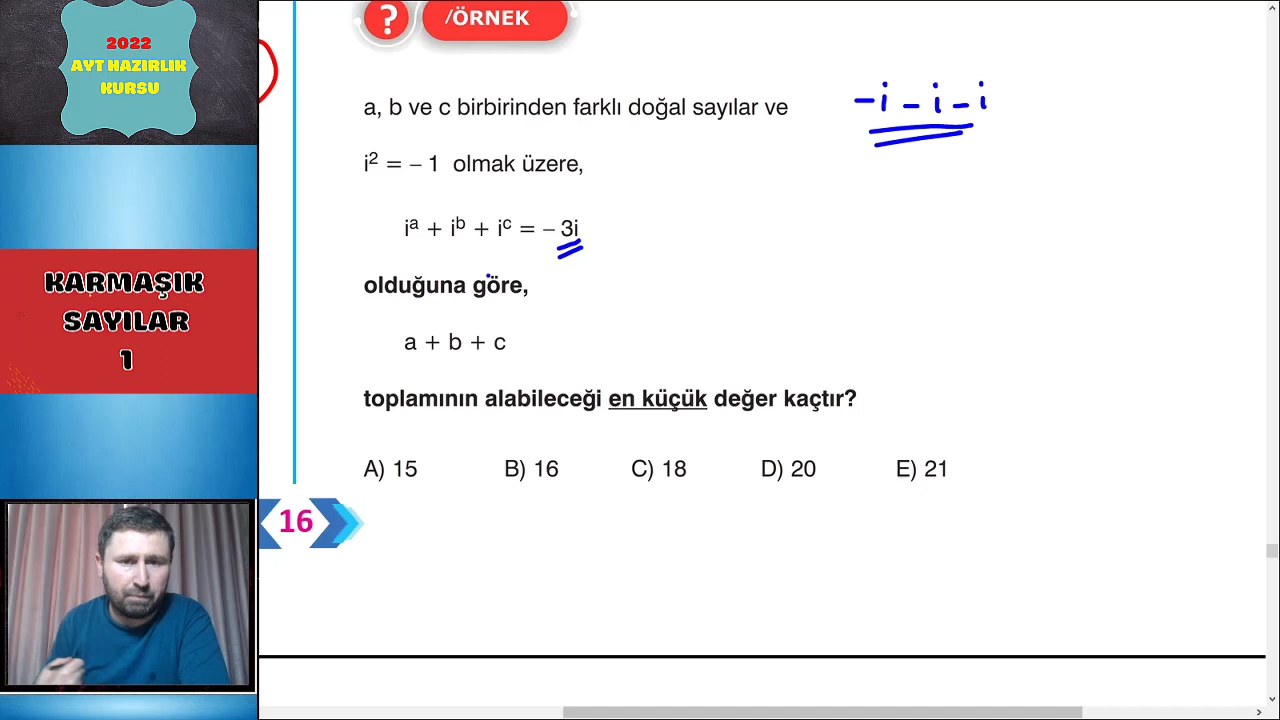 2022
AYT HAZIRLIK
KURSU
KARMAŞIK
SAYILAR
1
?
/ÖRNEK
a, b ve c birbirinden farklı doğal sayılar ve
i² = – 1 olmak üzere,
iᵃ + iᵇ + iᶜ = – 3i
olduğuna göre,
a + b + c
toplamının alabileceği en küçük değer kaçtır?
A) 15 B) 16 C) 18 D) 20 E) 21
16
-i - i - i